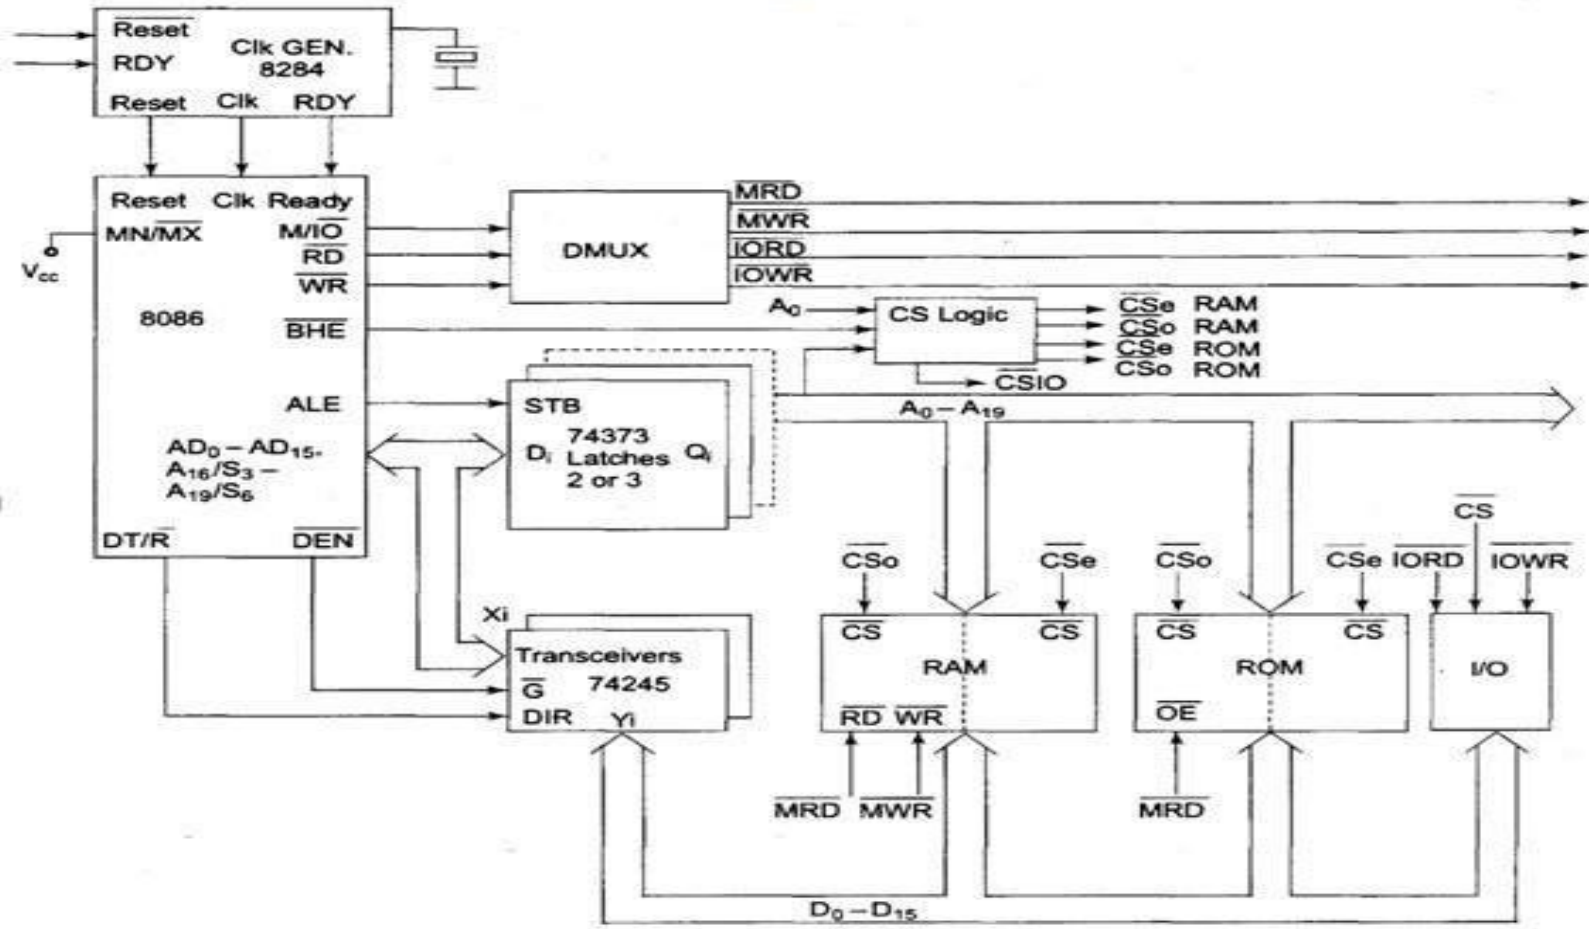 Reset
RDY
Clk GEN.
8284
Reset Clk RDY
Reset Clk Ready
MN/MX
M/IO
RD
WR
Vcc
8086
BHE
ALE
AD0 – AD15.
A16/S3 –
A19/S6
DT/R
DEN
DMUX
MRD
MWR
IORD
IOWR
A0
CS Logic
CSe RAM
CSo RAM
CSe ROM
CSo ROM
CSIO
A0 – A19
STB
74373
Di Latches Qi
2 or 3
Xi
Transceivers
G 74245
DIR Yi
CSo
CSe
CS
CS
RAM
RD WR
MRD MWR
CSo
CSe
CS
CS
ROM
OE
MRD
CS
IORD
IOWR
I/O
D0 – D15